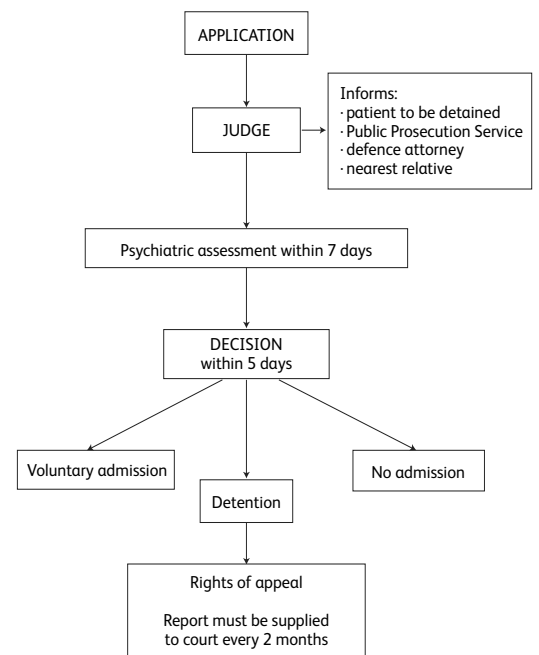 APPLICATION
JUDGE
Informs:
· patient to be detained
· Public Prosecution Service
· defence attorney
· nearest relative
Psychiatric assessment within 7 days
DECISION
within 5 days
Voluntary admission
No admission
Detention
Rights of appeal
Report must be supplied
to court every 2 months